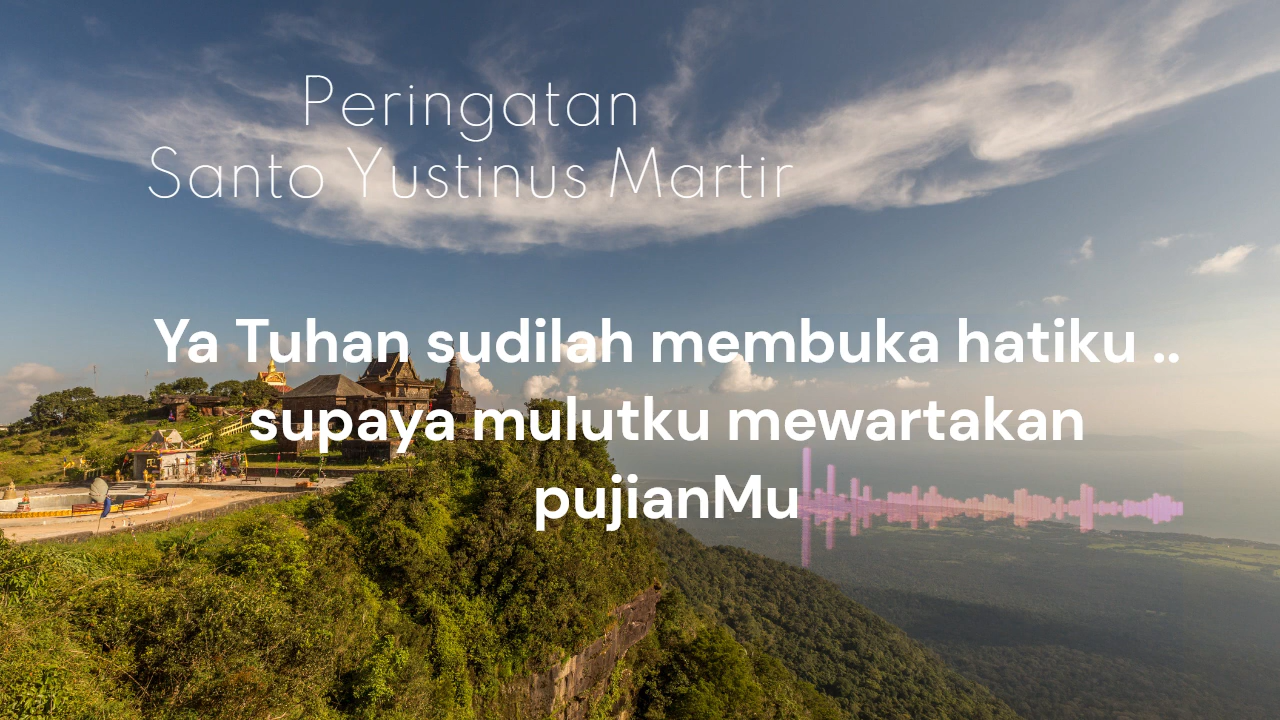 Peringatan
Santo Yustinus Martir
Ya Tuhan sudilah membuka hatiku ..
supaya mulutku mewartakan
pujianMu